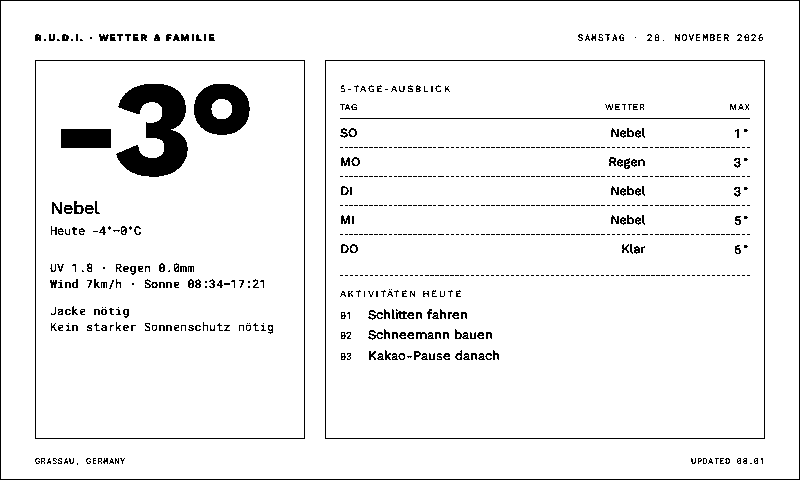 R.U.D.I. · WETTER & FAMILIE
SAMSTAG · 28. NOVEMBER 2026
-3°
Nebel
Heute -4°–0°C
UV 1.8 · Regen 0.0mm
Wind 7km/h · Sonne 08:34–17:21
Jacke nötig
Kein starker Sonnenschutz nötig
5-TAGE-AUSBLICK
TAG WETTER MAX
SO Nebel 1°
MO Regen 3°
DI Nebel 3°
MI Nebel 5°
DO Klar 6°
AKTIVITÄTEN HEUTE
01 Schlitten fahren
02 Schneemann bauen
03 Kakao-Pause danach
GRASSAU, GERMANY
UPDATED 08.01